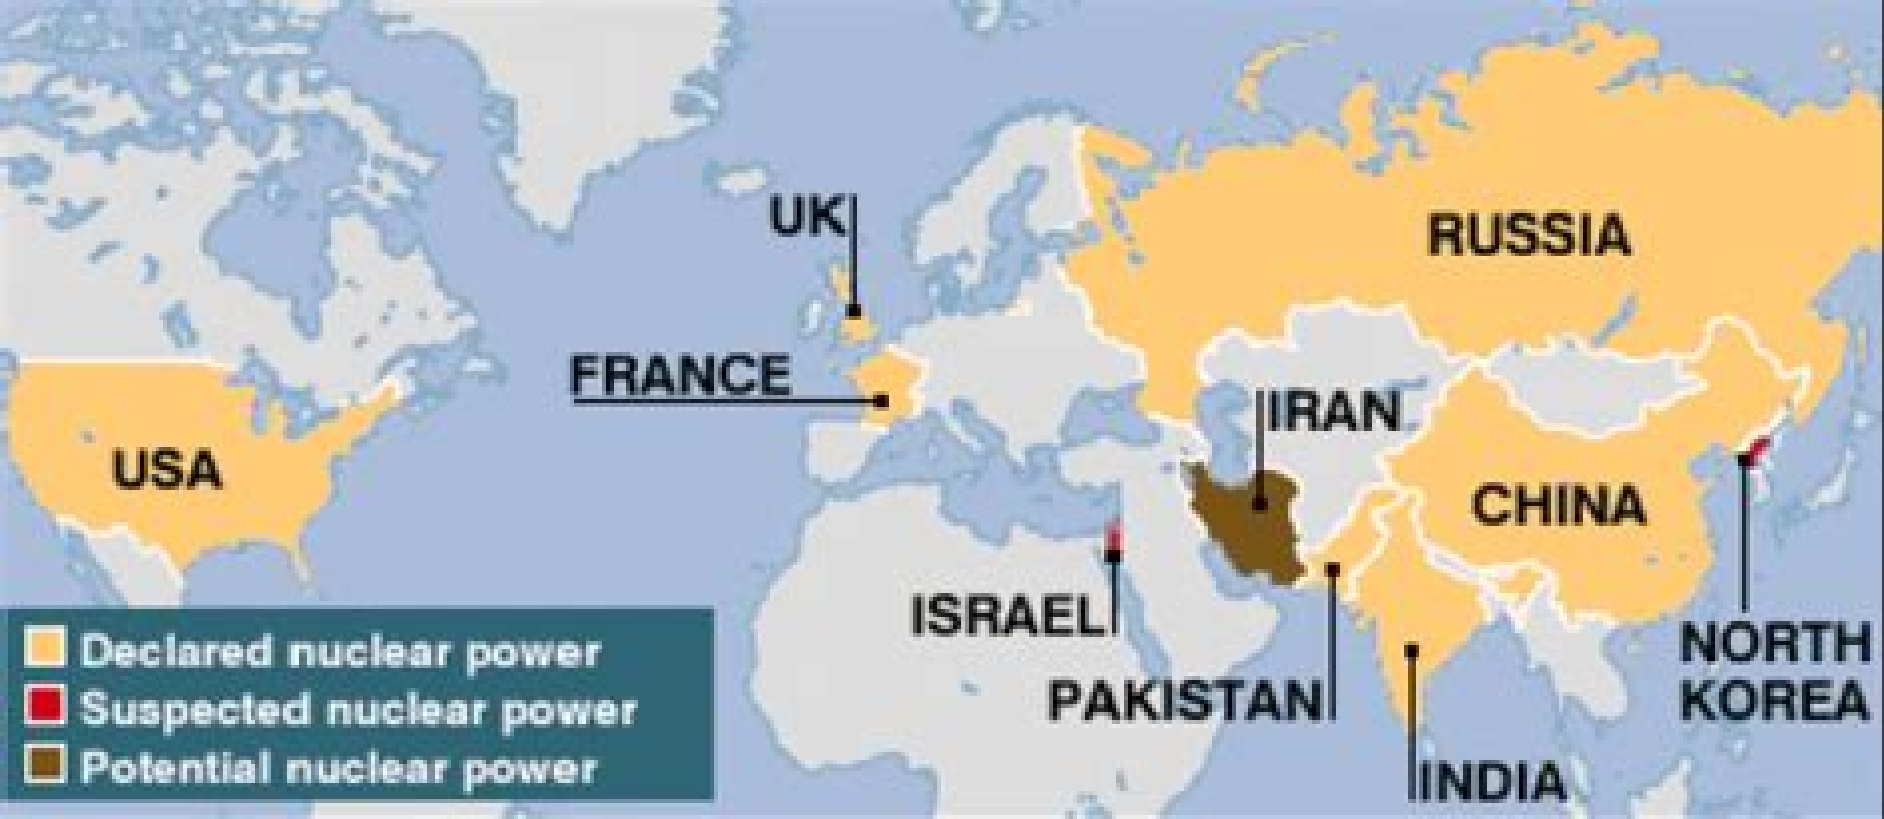 UK
RUSSIA
FRANCE
IRAN
USA
CHINA
ISRAEL
PAKISTAN
NORTH
KOREA
INDIA
Declared nuclear power
Suspected nuclear power
Potential nuclear power